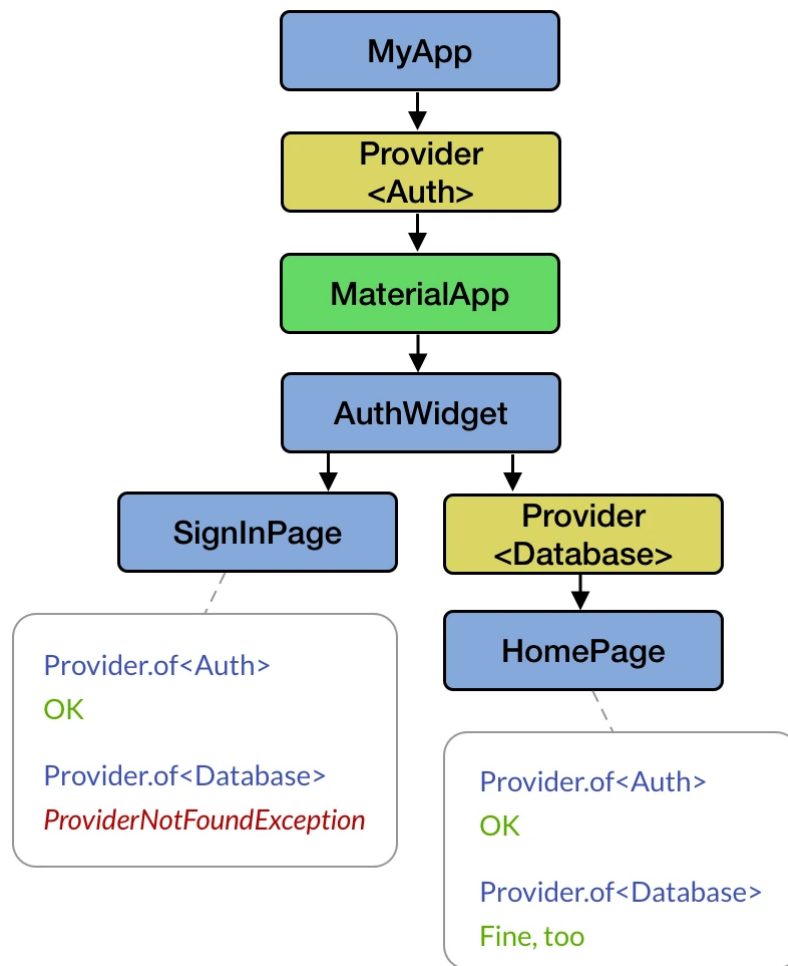 MyApp
Provider
<Auth>
MaterialApp
AuthWidget
SignInPage
Provider
<Database>
HomePage
Provider.of<Auth>
OK
Provider.of<Database>
ProviderNotFoundException
Provider.of<Auth>
OK
Provider.of<Database>
Fine, too